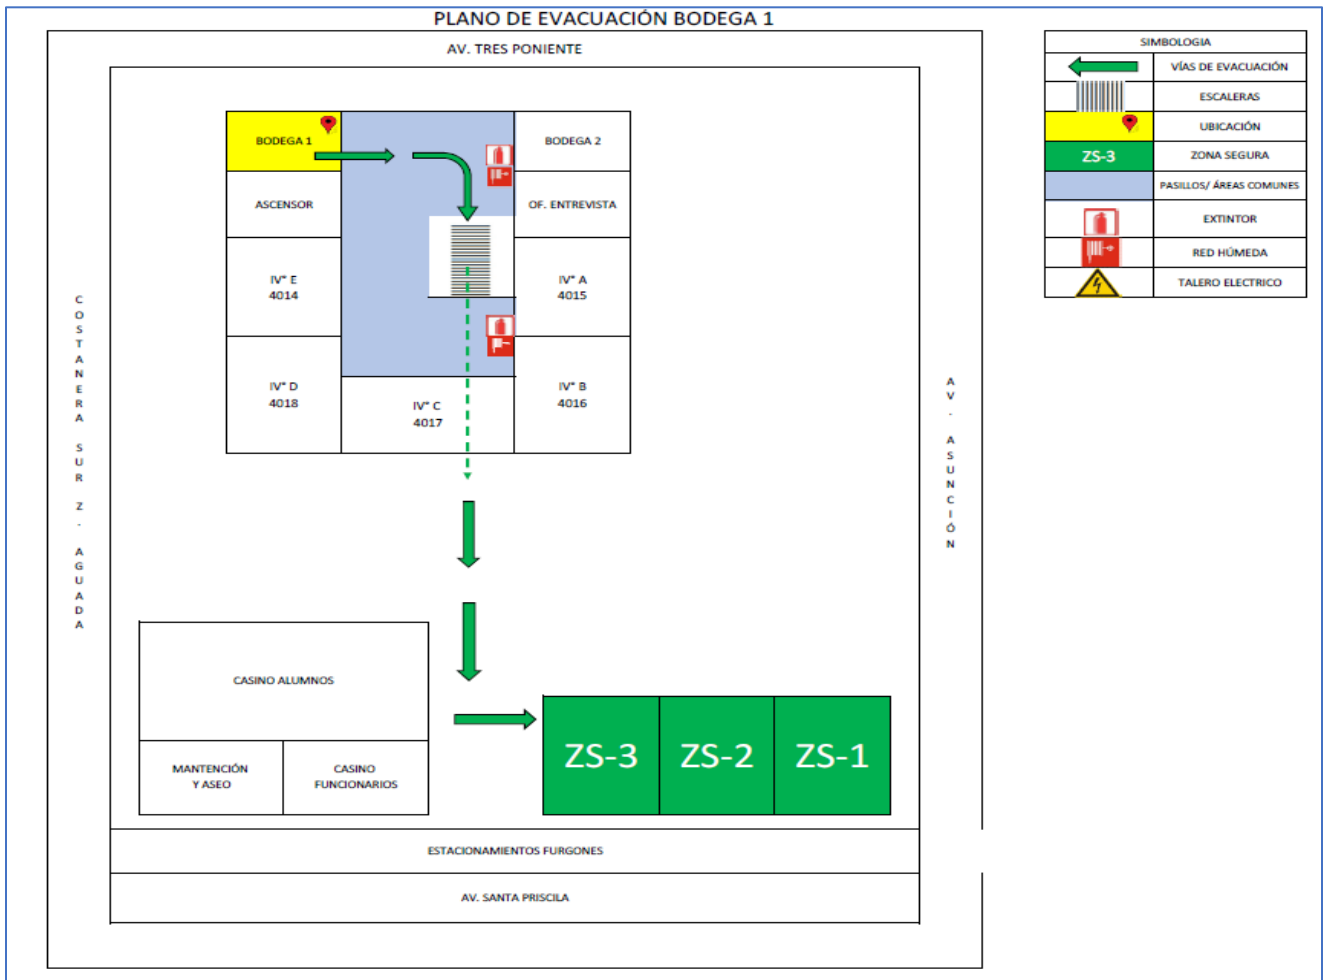 PLANO DE EVACUACIÓN BODEGA 1
AV. TRES PONIENTE
SIMBOLOGIA
VÍAS DE EVACUACIÓN
ESCALERAS
UBICACIÓN
ZS-3
ZONA SEGURA
PASILLOS/ ÁREAS COMUNES
EXTINTOR
RED HÚMEDA
TALERO ELECTRICO
BODEGA 1
BODEGA 2
ASCENSOR
OF. ENTREVISTA
IV° E
4014
IV° A
4015
IV° D
4018
IV° C
4017
IV° B
4016
COSTANERA SUR Z. AGUADA
AV. ASUNCIÓN
CASINO ALUMNOS
MANTENCIÓN
Y ASEO
CASINO
FUNCIONARIOS
ZS-3
ZS-2
ZS-1
ESTACIONAMIENTOS FURGONES
AV. SANTA PRISCILA